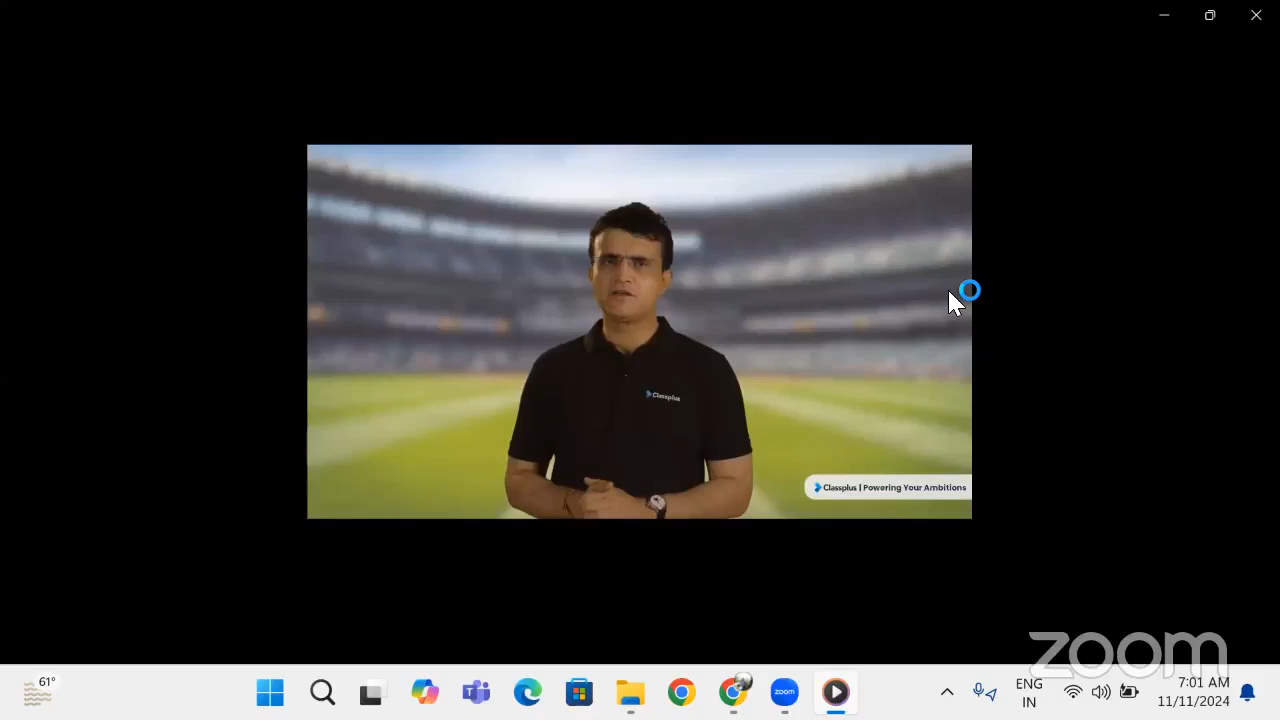 Classplus
Classplus | Powering Your Ambitions
zoom
61°
zoom
ENG
IN
7:01 AM
11/11/2024